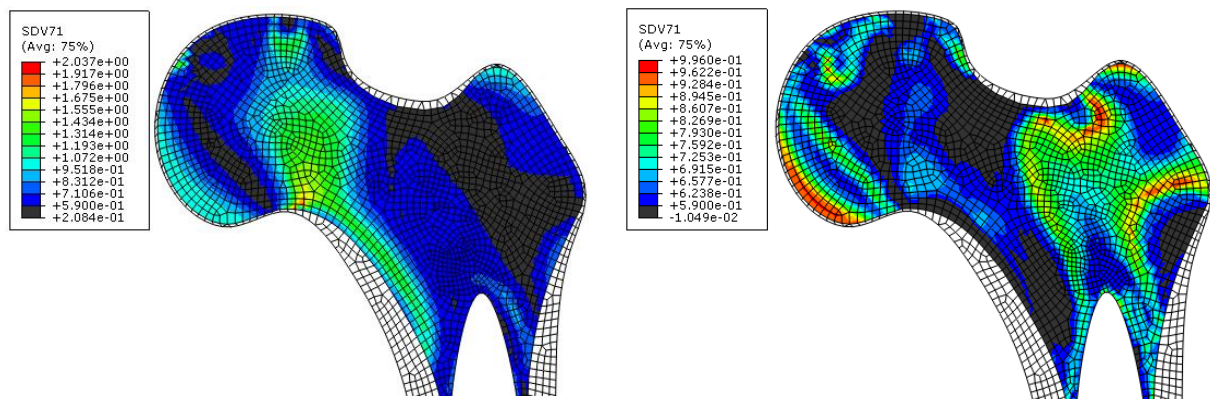 SDV71
(Avg: 75%)
+2.037e+00
+1.917e+00
+1.796e+00
+1.675e+00
+1.555e+00
+1.434e+00
+1.314e+00
+1.193e+00
+1.072e+00
+9.518e-01
+8.312e-01
+7.106e-01
+5.900e-01
+2.084e-01
SDV71
(Avg: 75%)
+9.960e-01
+9.622e-01
+9.284e-01
+8.945e-01
+8.607e-01
+8.269e-01
+7.930e-01
+7.592e-01
+7.253e-01
+6.915e-01
+6.577e-01
+6.238e-01
+5.900e-01
-1.049e-02